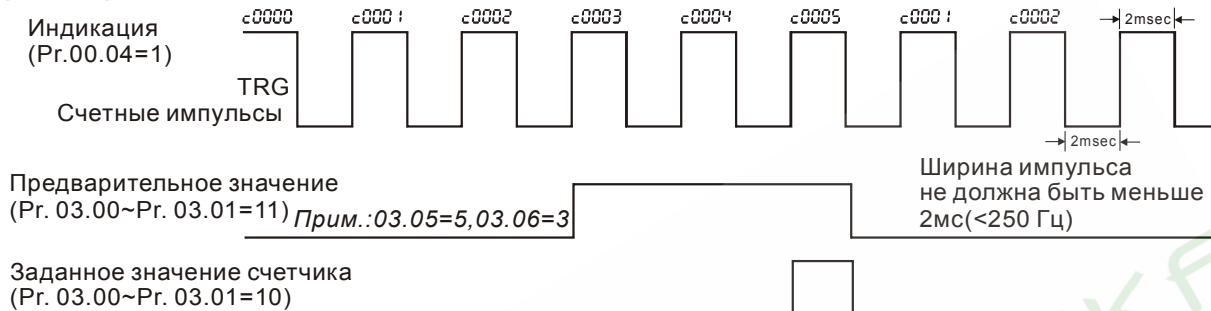 Индикация
(Pr.00.04=1)
c0000 c0001 c0002 c0003 c0004 c0005 c0001 c0002
2msec
TRG
Счетные импульсы
2msec
Предварительное значение
(Pr. 03.00~Pr. 03.01=11)
Прим.:03.05=5,03.06=3
Ширина импульса
не должна быть меньше
2мс(<250 Гц)
Заданное значение счетчика
(Pr. 03.00~Pr. 03.01=10)